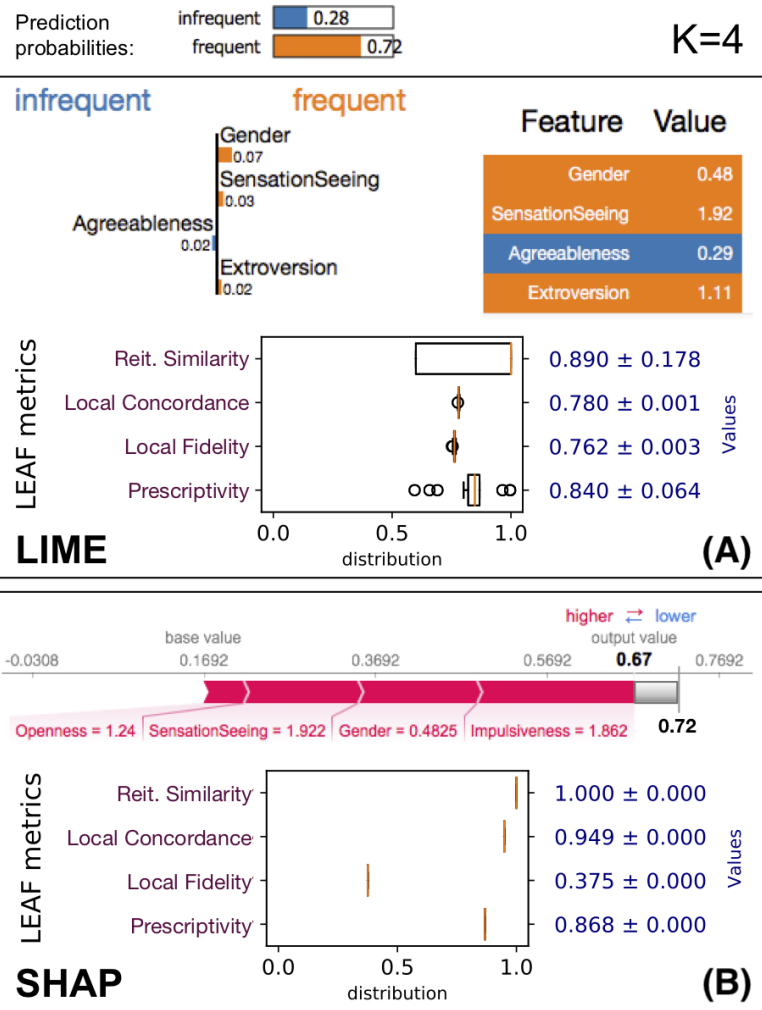 Prediction
probabilities:
infrequent 0.28
frequent 0.72
K=4
infrequent frequent
Gender
0.07
SensationSeeing
0.03
Agreeableness
0.02
Extroversion
0.02
Feature Value
Gender 0.48
SensationSeeing 1.92
Agreeableness 0.29
Extroversion 1.11
LEAF metrics
Reit. Similarity 0.890 ± 0.178
Local Concordance 0.780 ± 0.001
Local Fidelity 0.762 ± 0.003
Prescriptivity 0.840 ± 0.064
Values
0.0 0.5 1.0
distribution
LIME
(A)
higher ⇄ lower
base value output value
-0.0308 0.1692 0.3692 0.5692 0.67 0.7692
0.72
Openness = 1.24 SensationSeeing = 1.922 Gender = 0.4825 Impulsiveness = 1.862
LEAF metrics
Reit. Similarity 1.000 ± 0.000
Local Concordance 0.949 ± 0.000
Local Fidelity 0.375 ± 0.000
Prescriptivity 0.868 ± 0.000
Values
0.0 0.5 1.0
distribution
SHAP
(B)